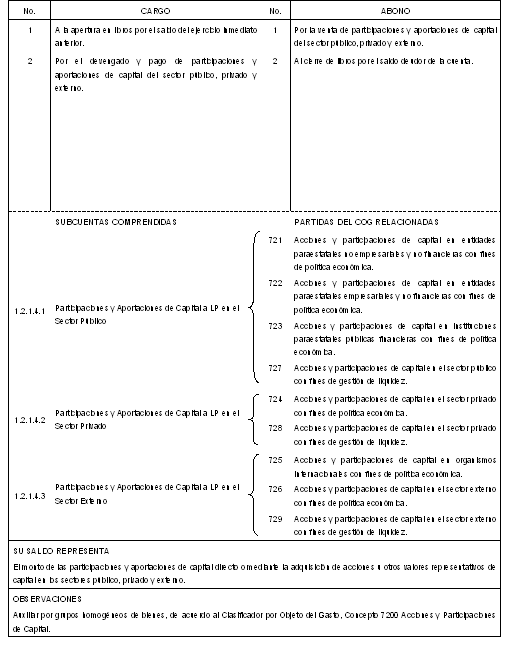 No. CARGO No. ABONO
1 A la apertura en libros por el saldo del ejercicio inmediato
anterior.
2 Por el devengado y pago de participaciones y
aportaciones de capital del sector público, privado y
externo.
1 Por la venta de participaciones y aportaciones de capital
del sector público, privado y externo.
2 Al cierre de libros por el saldo deudor de la cuenta.
SUBCUENTAS COMPRENDIDAS PARTIDAS DEL COG RELACIONADAS
1.2.1.4.1 Participaciones y Aportaciones de Capital a LP en el
Sector Público
721 Acciones y participaciones de capital en entidades
paraestatales no empresariales y no financieras con fines
de política económica.
722 Acciones y participaciones de capital en entidades
paraestatales empresariales y no financieras con fines de
política económica.
723 Acciones y participaciones de capital en instituciones
paraestatales públicas financieras con fines de política
económica.
727 Acciones y participaciones de capital en el sector público
con fines de gestión de liquidez.
1.2.1.4.2 Participaciones y Aportaciones de Capital a LP en el
Sector Privado
724 Acciones y participaciones de capital en el sector privado
con fines de política económica.
728 Acciones y participaciones de capital en el sector privado
con fines de gestión de liquidez.
1.2.1.4.3 Participaciones y Aportaciones de Capital a LP en el
Sector Externo
725 Acciones y participaciones de capital en organismos
internacionales con fines de política económica.
726 Acciones y participaciones de capital en el sector externo
con fines de política económica.
729 Acciones y participaciones de capital en el sector externo
con fines de gestión de liquidez.
SU SALDO REPRESENTA
El monto de las participaciones y aportaciones de capital directo o mediante la adquisición de acciones u otros valores representativos de
capital en los sectores público, privado y externo.
OBSERVACIONES
Auxiliar por grupos homogéneos de bienes, de acuerdo al Clasificador por Objeto del Gasto, Concepto 7200 Acciones y Participaciones
de Capital.